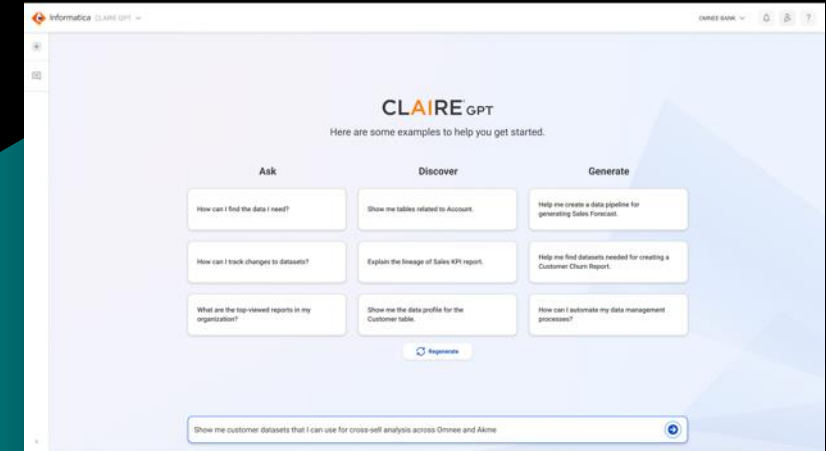 Informatica CLAIRE GPT
OMNEE BANK
?
CLAIRE GPT
Here are some examples to help you get started.
Ask
Discover
Generate
How can I find the data I need?
Show me tables related to Account.
Help me create a data pipeline for
generating Sales Forecast.
How can I track changes to datasets?
Explain the lineage of Sales KPI report.
Help me find datasets needed for creating a
Customer Churn Report.
What are the top-viewed reports in my
organization?
Show me the data profile for the
Customer table.
How can I automate my data management
processes?
Regenerate
Show me customer datasets that I can use for cross-sell analysis across Omnee and Akme